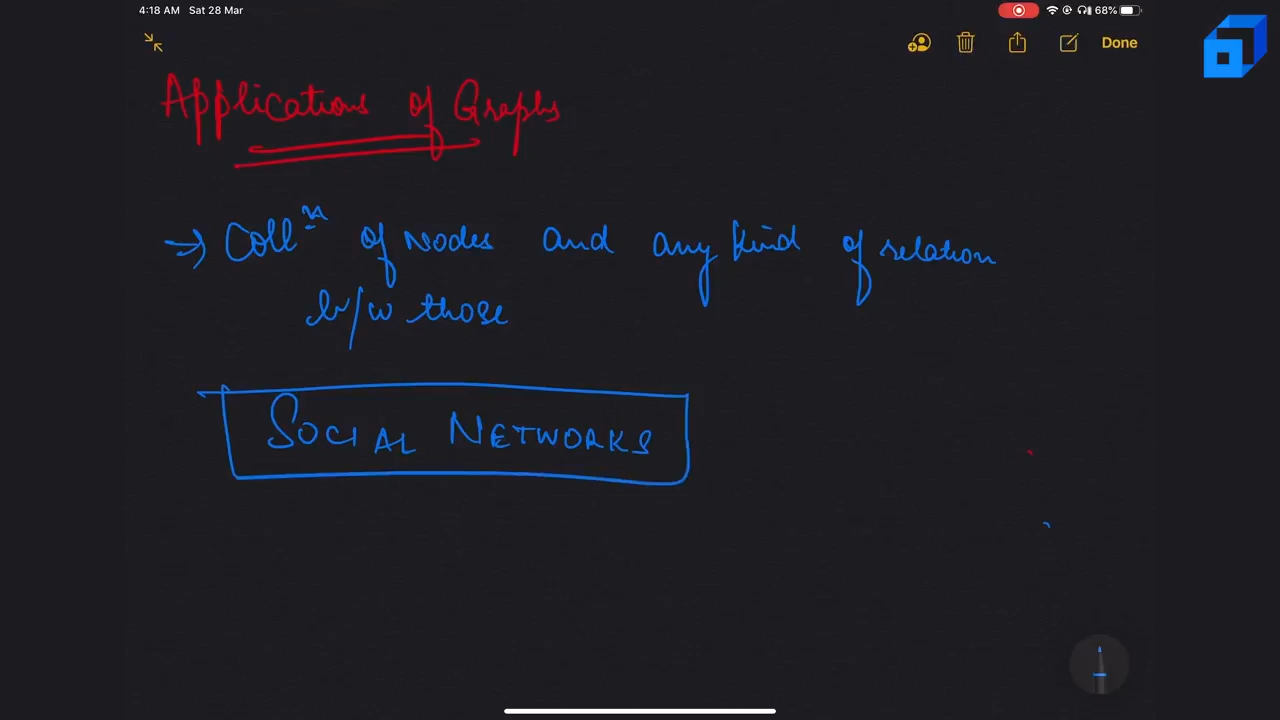 4:18 AM Sat 28 Mar
68%
Done
Applications of Graphs
→ Collⁿ of Nodes and any kind of relation
b/w those
SOCIAL NETWORKS